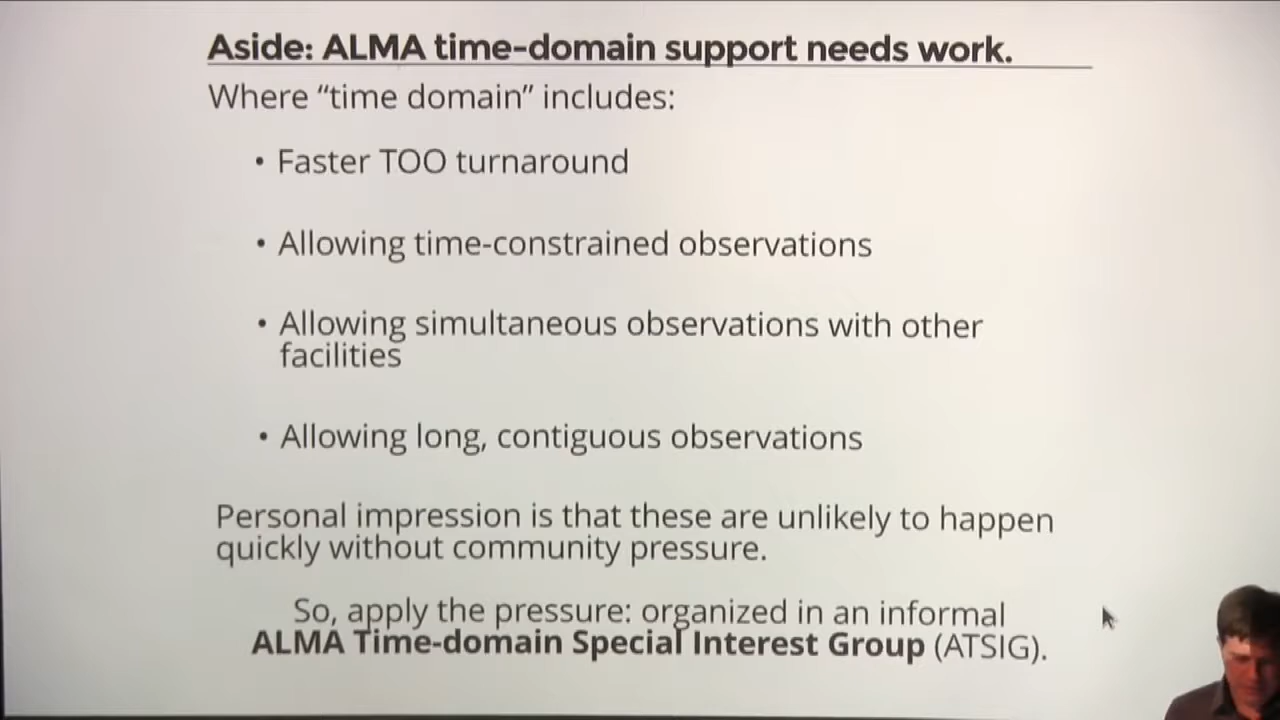 Aside: ALMA time-domain support needs work.
Where “time domain” includes:
• Faster TOO turnaround
• Allowing time-constrained observations
• Allowing simultaneous observations with other
facilities
• Allowing long, contiguous observations
Personal impression is that these are unlikely to happen
quickly without community pressure.
So, apply the pressure: organized in an informal
ALMA Time-domain Special Interest Group (ATSIG).